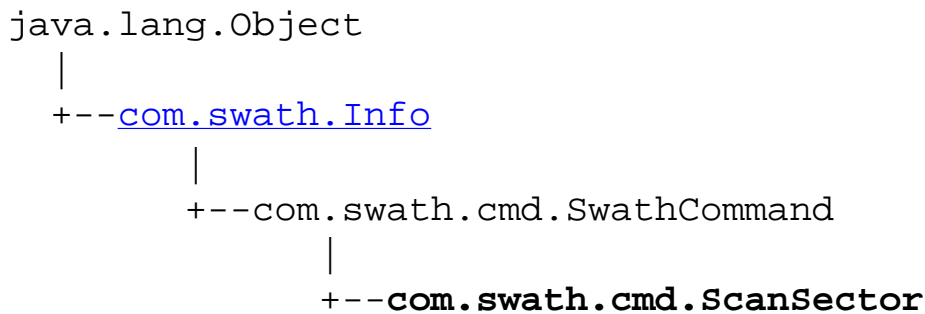 java.lang.Object
|
+--com.swath.Info
|
+--com.swath.cmd.SwathCommand
|
+--com.swath.cmd.ScanSector